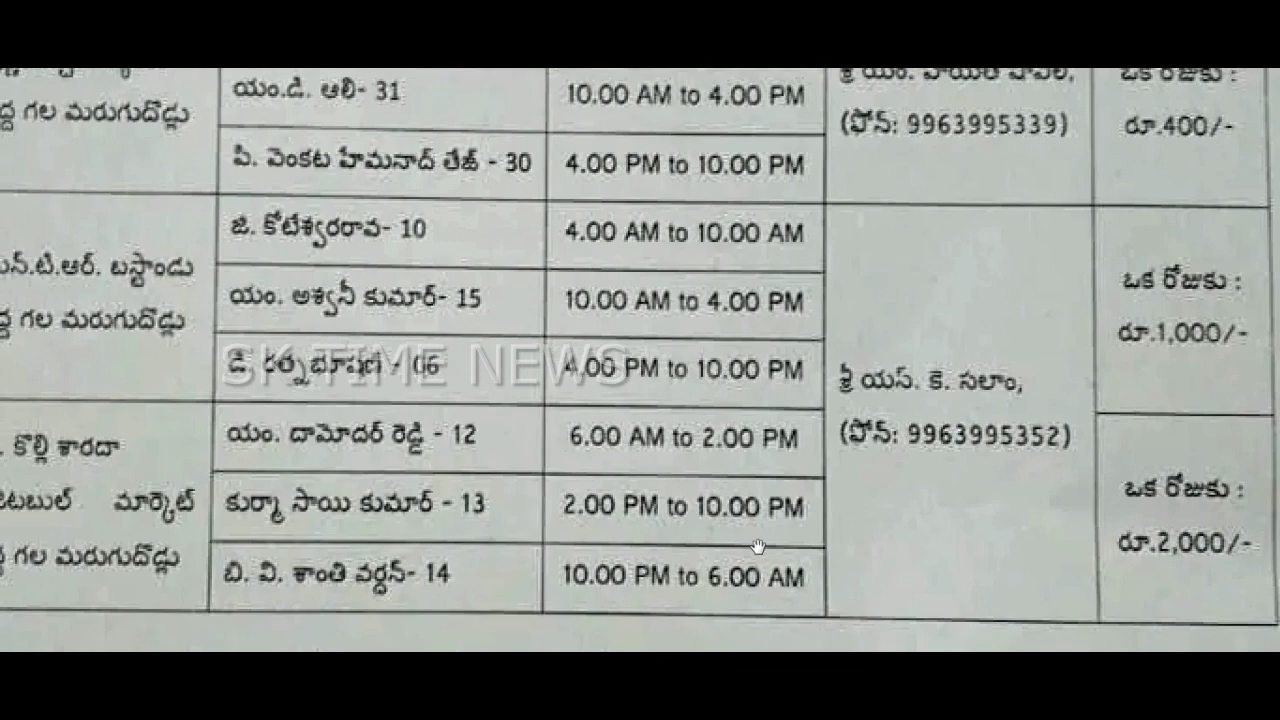 ద్ద గల మరుగుదొడ్లు
యం.డి. ఆలి- 31
10.00 AM to 4.00 PM
(ఫోన్: 9963995339)
ఒక రోజుకు :
రూ.400/-
పి. వెంకట హేమనాద్ తేజ్ - 30
4.00 PM to 10.00 PM
ఎన్.టి.ఆర్. బస్టాండు
ద్ద గల మరుగుదొడ్లు
జి. కోటేశ్వరరావు- 10
4.00 AM to 10.00 AM
యం. అశ్వనీ కుమార్- 15
10.00 AM to 4.00 PM
డి. రత్నభూషణ్ - 06
4.00 PM to 10.00 PM
SK TIME NEWS
శ్రీ యస్. కె. సలాం,
(ఫోన్: 9963995352)
ఒక రోజుకు :
రూ.1,000/-
. కొల్లి శారదా
మార్కెట్
ద్ద గల మరుగుదొడ్లు
యం. దామోదర్ రెడ్డి - 12
6.00 AM to 2.00 PM
కుర్మా సాయి కుమార్ - 13
2.00 PM to 10.00 PM
బి. వి. శాంతి వర్ధన్- 14
10.00 PM to 6.00 AM
ఒక రోజుకు :
రూ.2,000/-